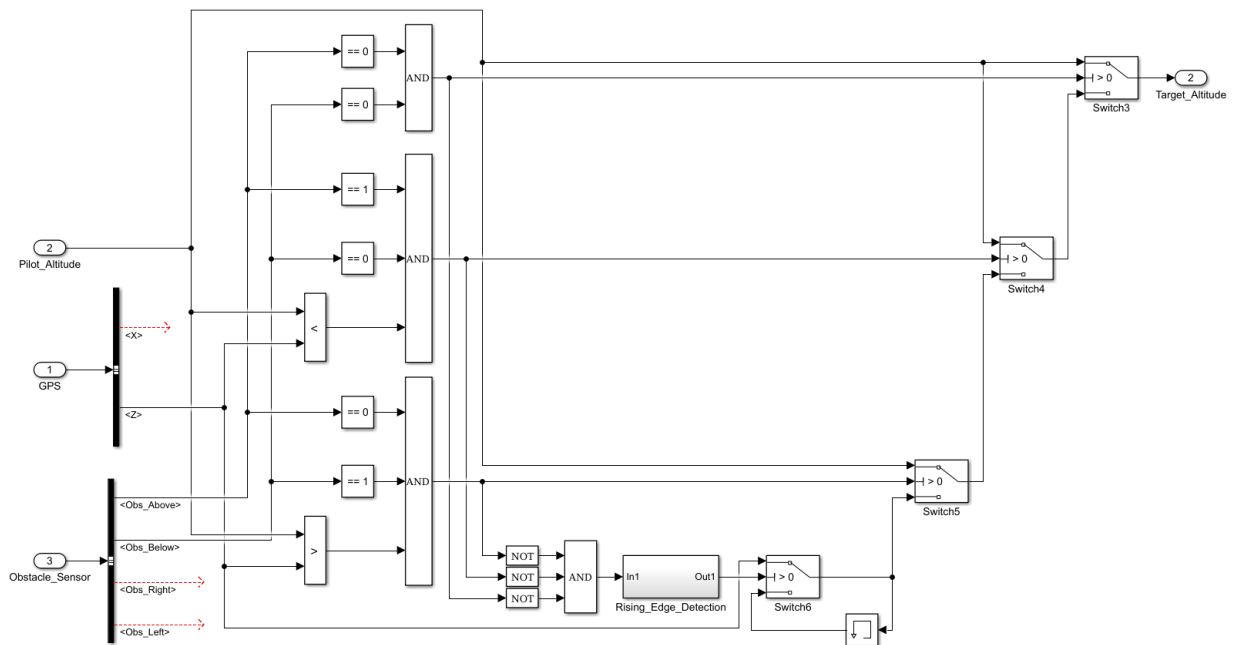 == 0
AND
== 0
> 0
2
Target_Altitude
Switch3
== 1
2
Pilot_Altitude
== 0
AND
> 0
Switch4
<
<X>
1
GPS
<Z>
== 0
== 1
AND
> 0
Switch5
<Obs_Above>
>
<Obs_Below>
3
Obstacle_Sensor
<Obs_Right>
<Obs_Left>
NOT
NOT
NOT
AND
In1
Out1
Rising_Edge_Detection
> 0
Switch6